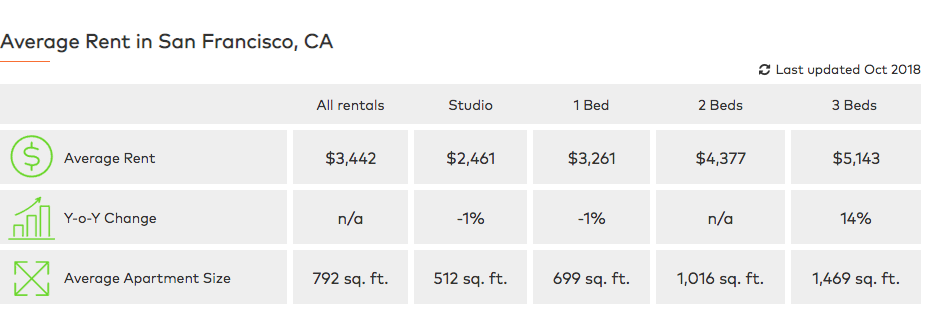 Average Rent in San Francisco, CA
Last updated Oct 2018
All rentals Studio 1 Bed 2 Beds 3 Beds
Average Rent $3,442 $2,461 $3,261 $4,377 $5,143
Y-o-Y Change n/a -1% -1% n/a 14%
Average Apartment Size 792 sq. ft. 512 sq. ft. 699 sq. ft. 1,016 sq. ft. 1,469 sq. ft.